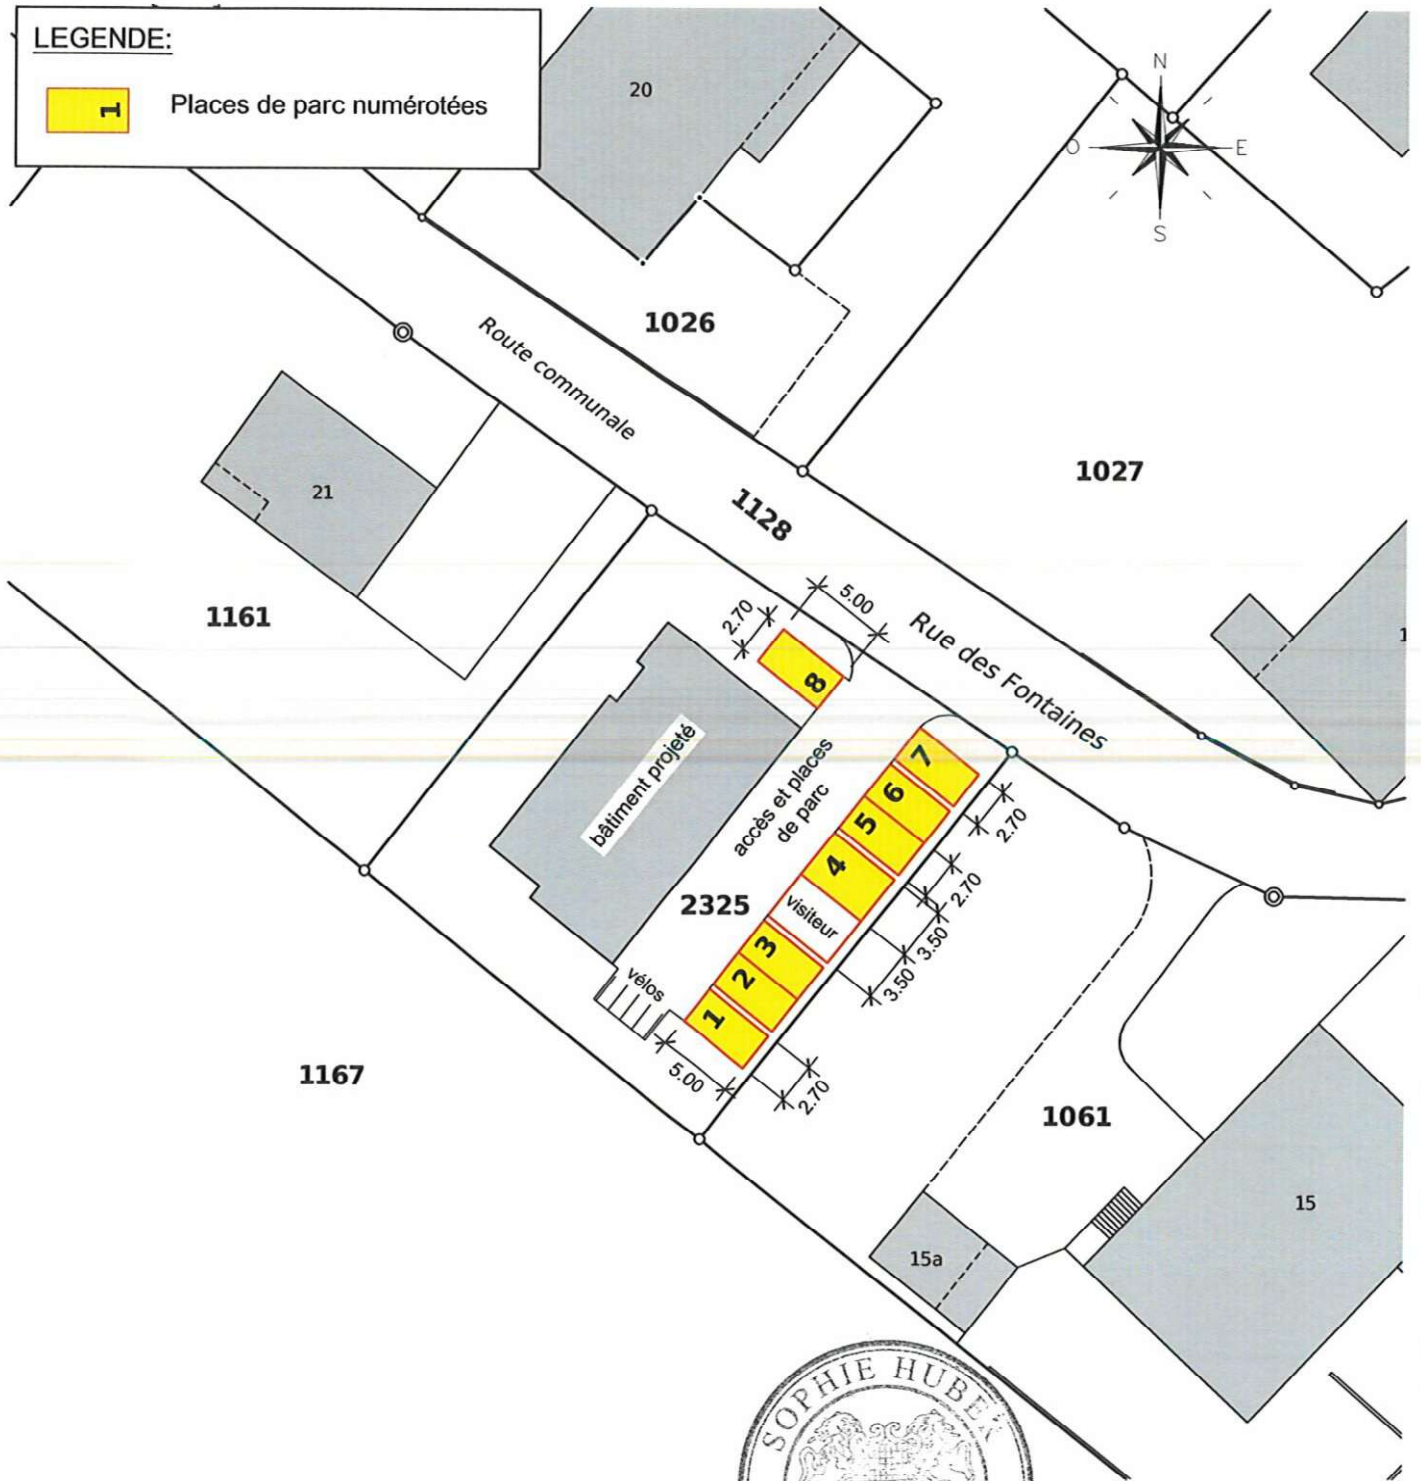 LEGENDE:
1
Places de parc numérotées
20
N
O
E
S
1026
Route communale
21
1027
1128
1161
5.00
2.70
Rue des Fontaines
8
1
bâtiment projeté
accès et places
de parc
7
6
5
4
2.70
2.70
2325
visiteur
3.50
3.50
3
2
1
vélos
5.00
2.70
1167
1061
15
15a
SOPHIE HUBER